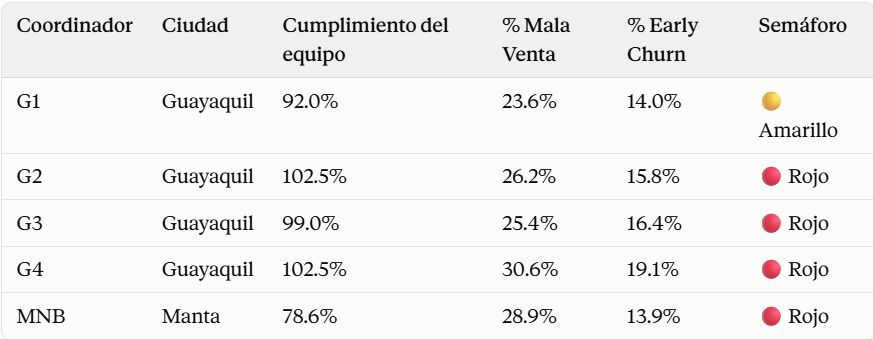 Coordinador Ciudad Cumplimiento del equipo % Mala Venta % Early Churn Semáforo
G1 Guayaquil 92.0% 23.6% 14.0% Amarillo
G2 Guayaquil 102.5% 26.2% 15.8% Rojo
G3 Guayaquil 99.0% 25.4% 16.4% Rojo
G4 Guayaquil 102.5% 30.6% 19.1% Rojo
MNB Manta 78.6% 28.9% 13.9% Rojo